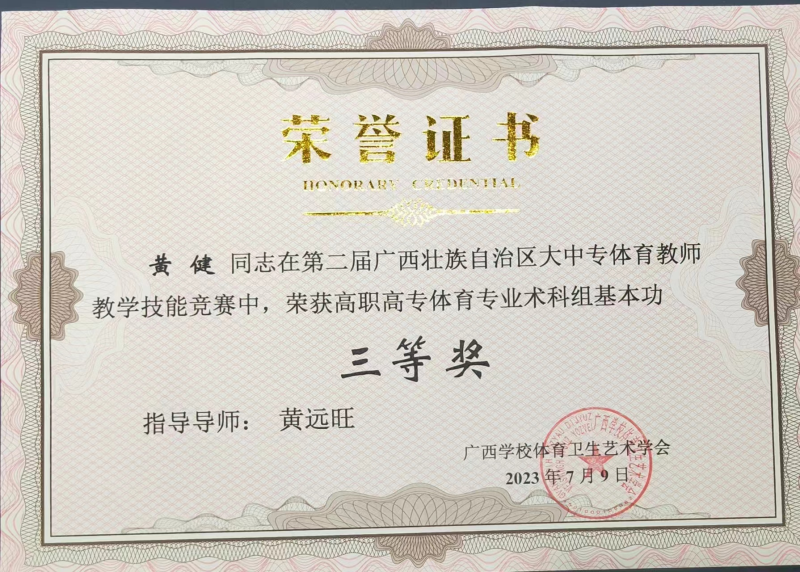 荣誉证书
HONORARY CREDENTIAL
黄健 同志在第二届广西壮族自治区大中专体育教师
教学技能竞赛中，荣获高职高专体育专业术科组基本功
三等奖
指导导师： 黄远旺
广西学校体育卫生艺术学会
2023年7月9日